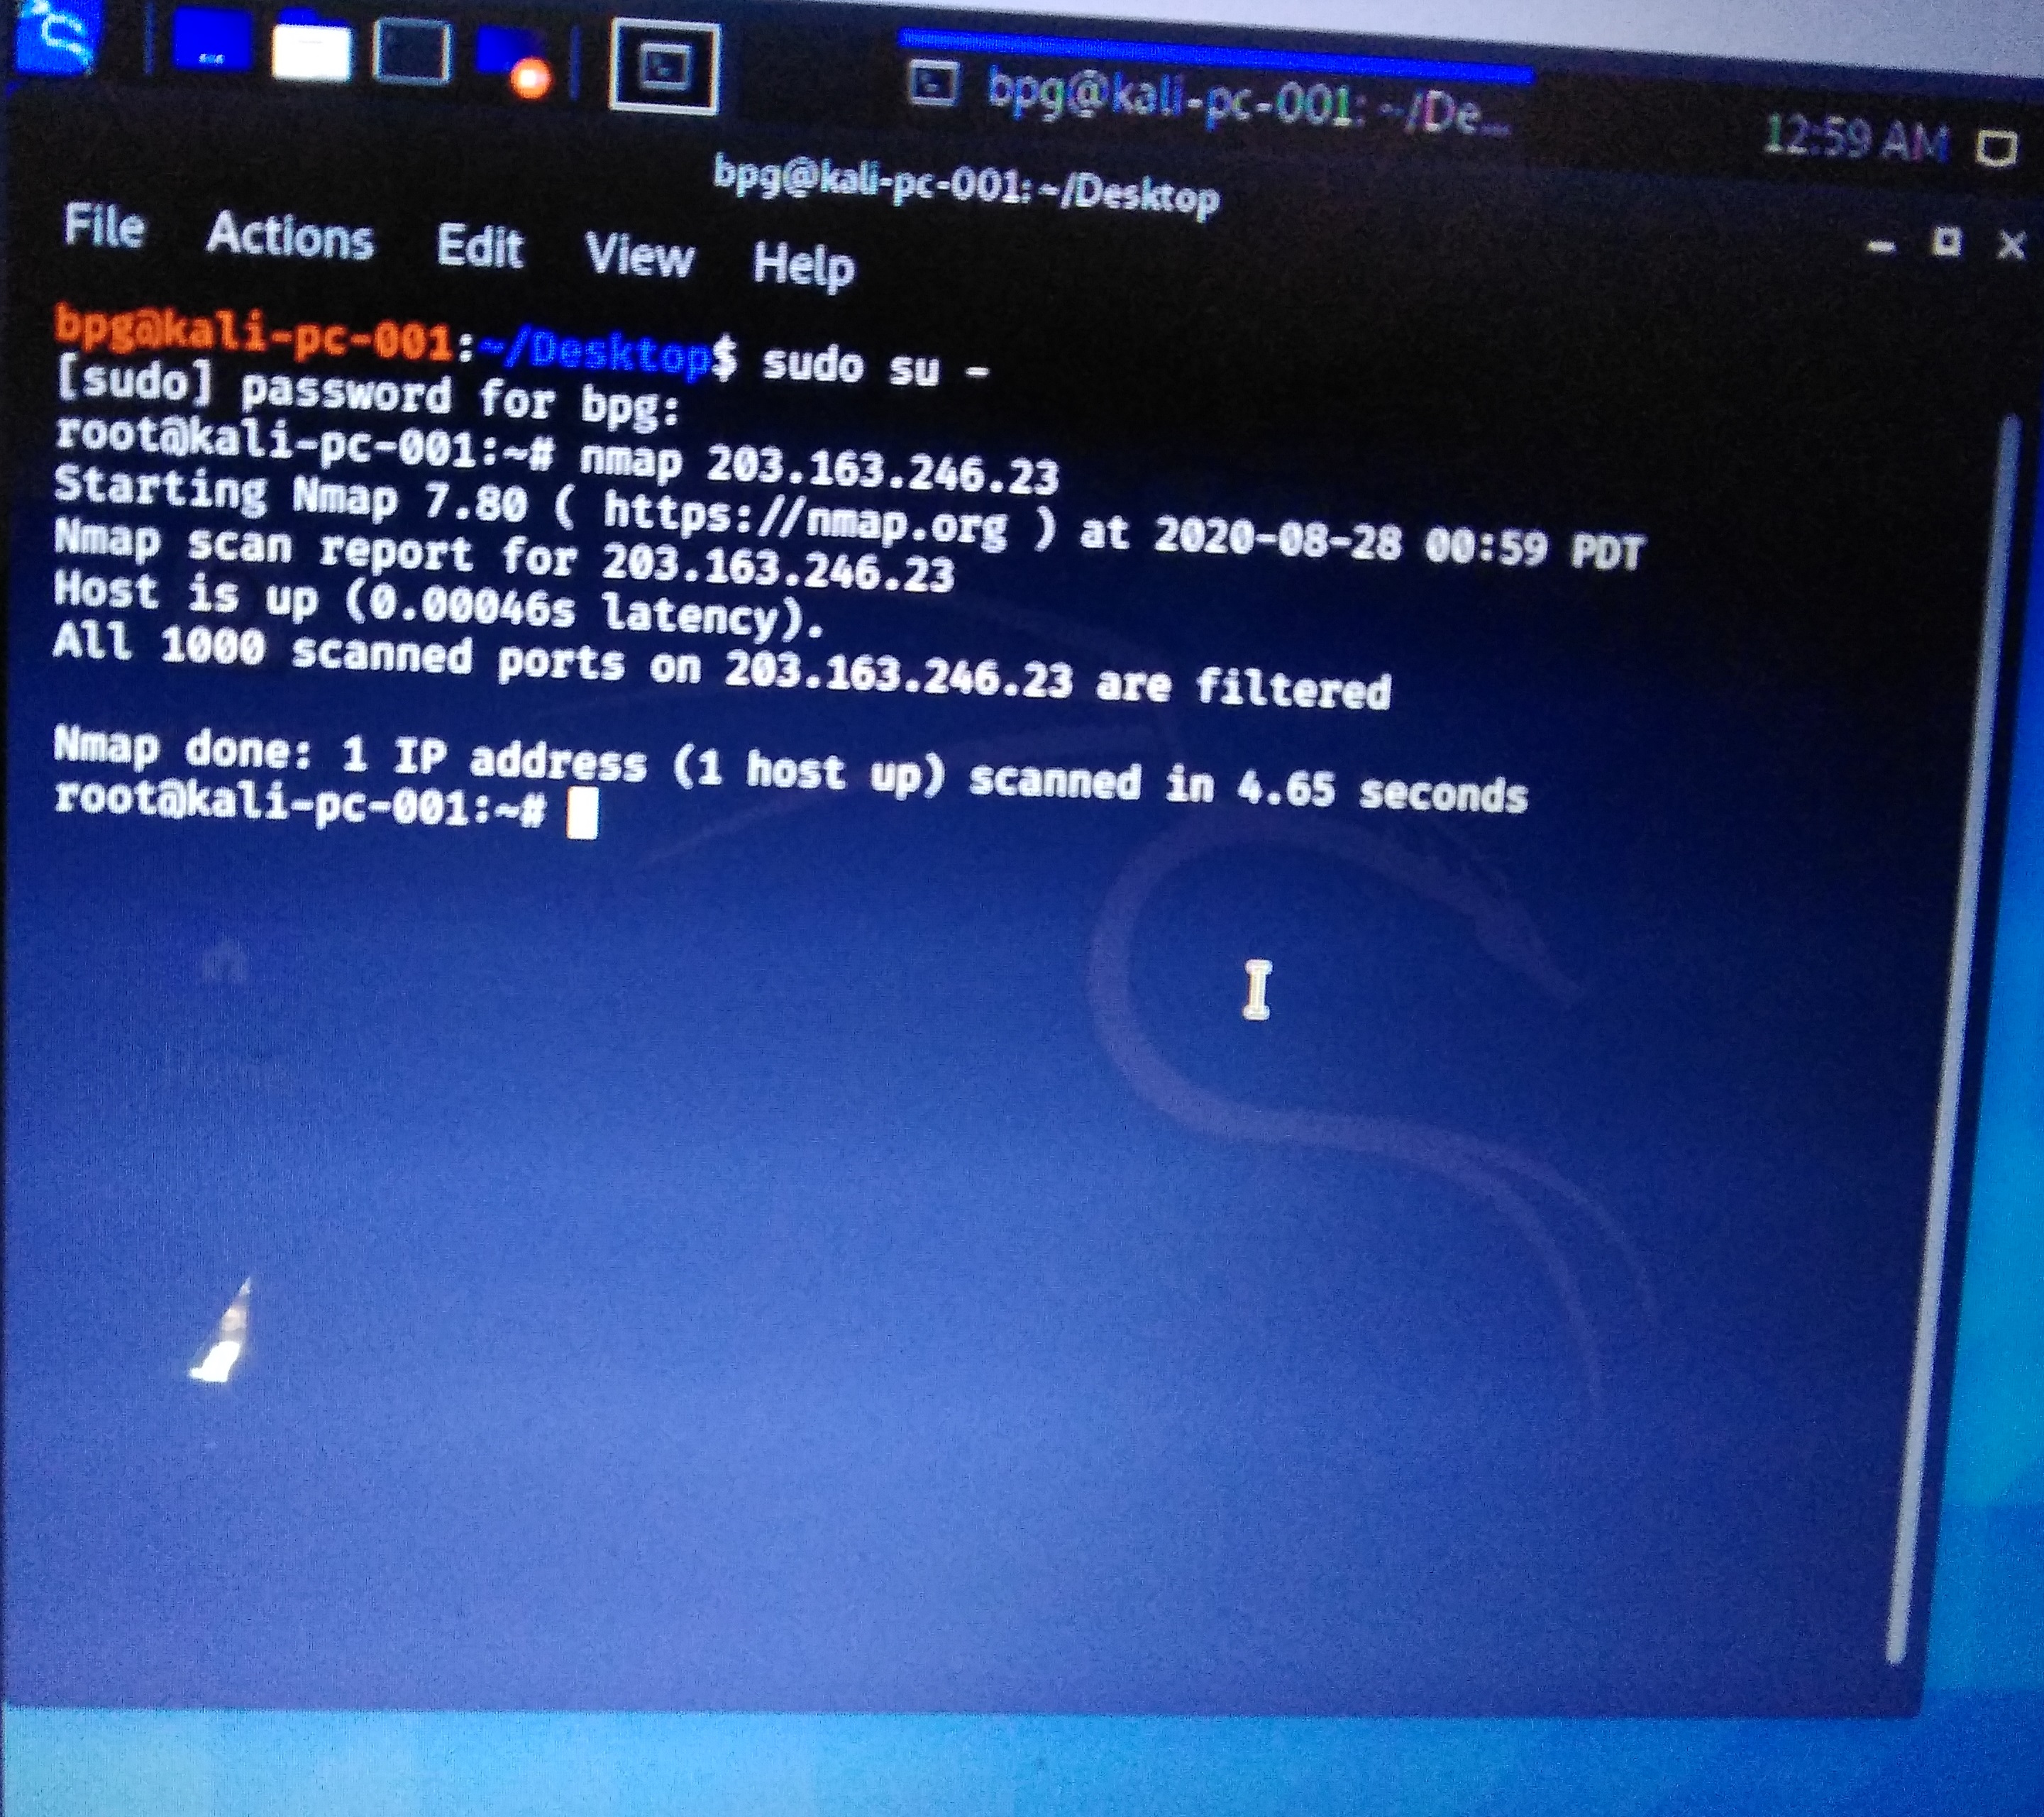 bpg@kali-pc-001: ~/De...
12:59 AM
bpg@kali-pc-001:~/Desktop
File Actions Edit View Help
bpg@kali-pc-001:~/Desktop$ sudo su -
[sudo] password for bpg:
root@kali-pc-001:~# nmap 203.163.246.23
Starting Nmap 7.80 ( https://nmap.org ) at 2020-08-28 00:59 PDT
Nmap scan report for 203.163.246.23
Host is up (0.00046s latency).
All 1000 scanned ports on 203.163.246.23 are filtered
Nmap done: 1 IP address (1 host up) scanned in 4.65 seconds
root@kali-pc-001:~#